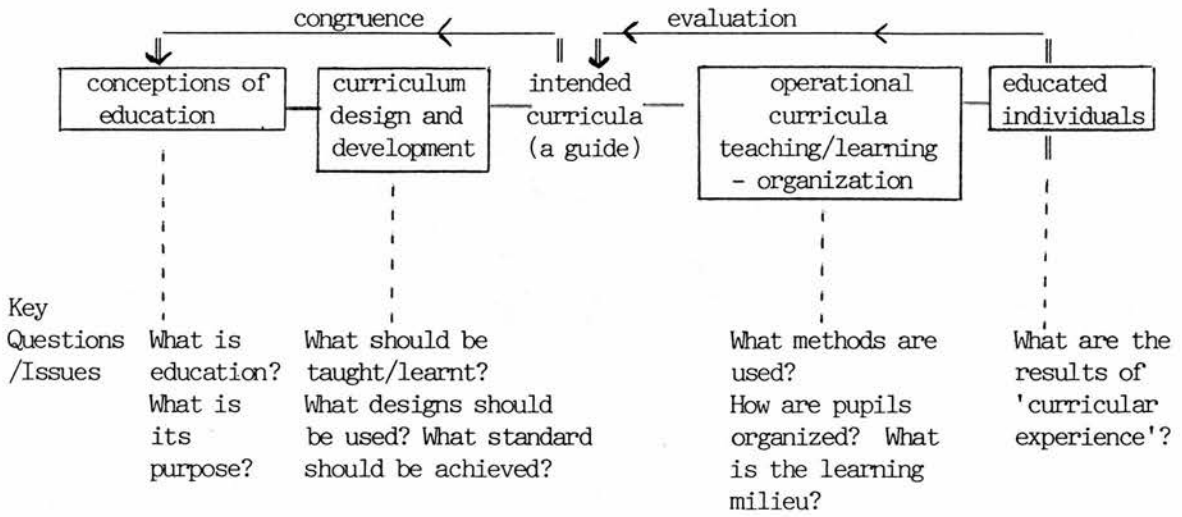 congruence
evaluation
conceptions of
education
curriculum
design and
development
intended
curricula
(a guide)
operational
curricula
teaching/learning
- organization
educated
individuals
Key
Questions
/Issues
What is
education?
What is
its
purpose?
What should be
taught/learnt?
What designs should
be used? What standard
should be achieved?
What methods are
used?
How are pupils
organized? What
is the learning
milieu?
What are the
results of
'curricular
experience'?